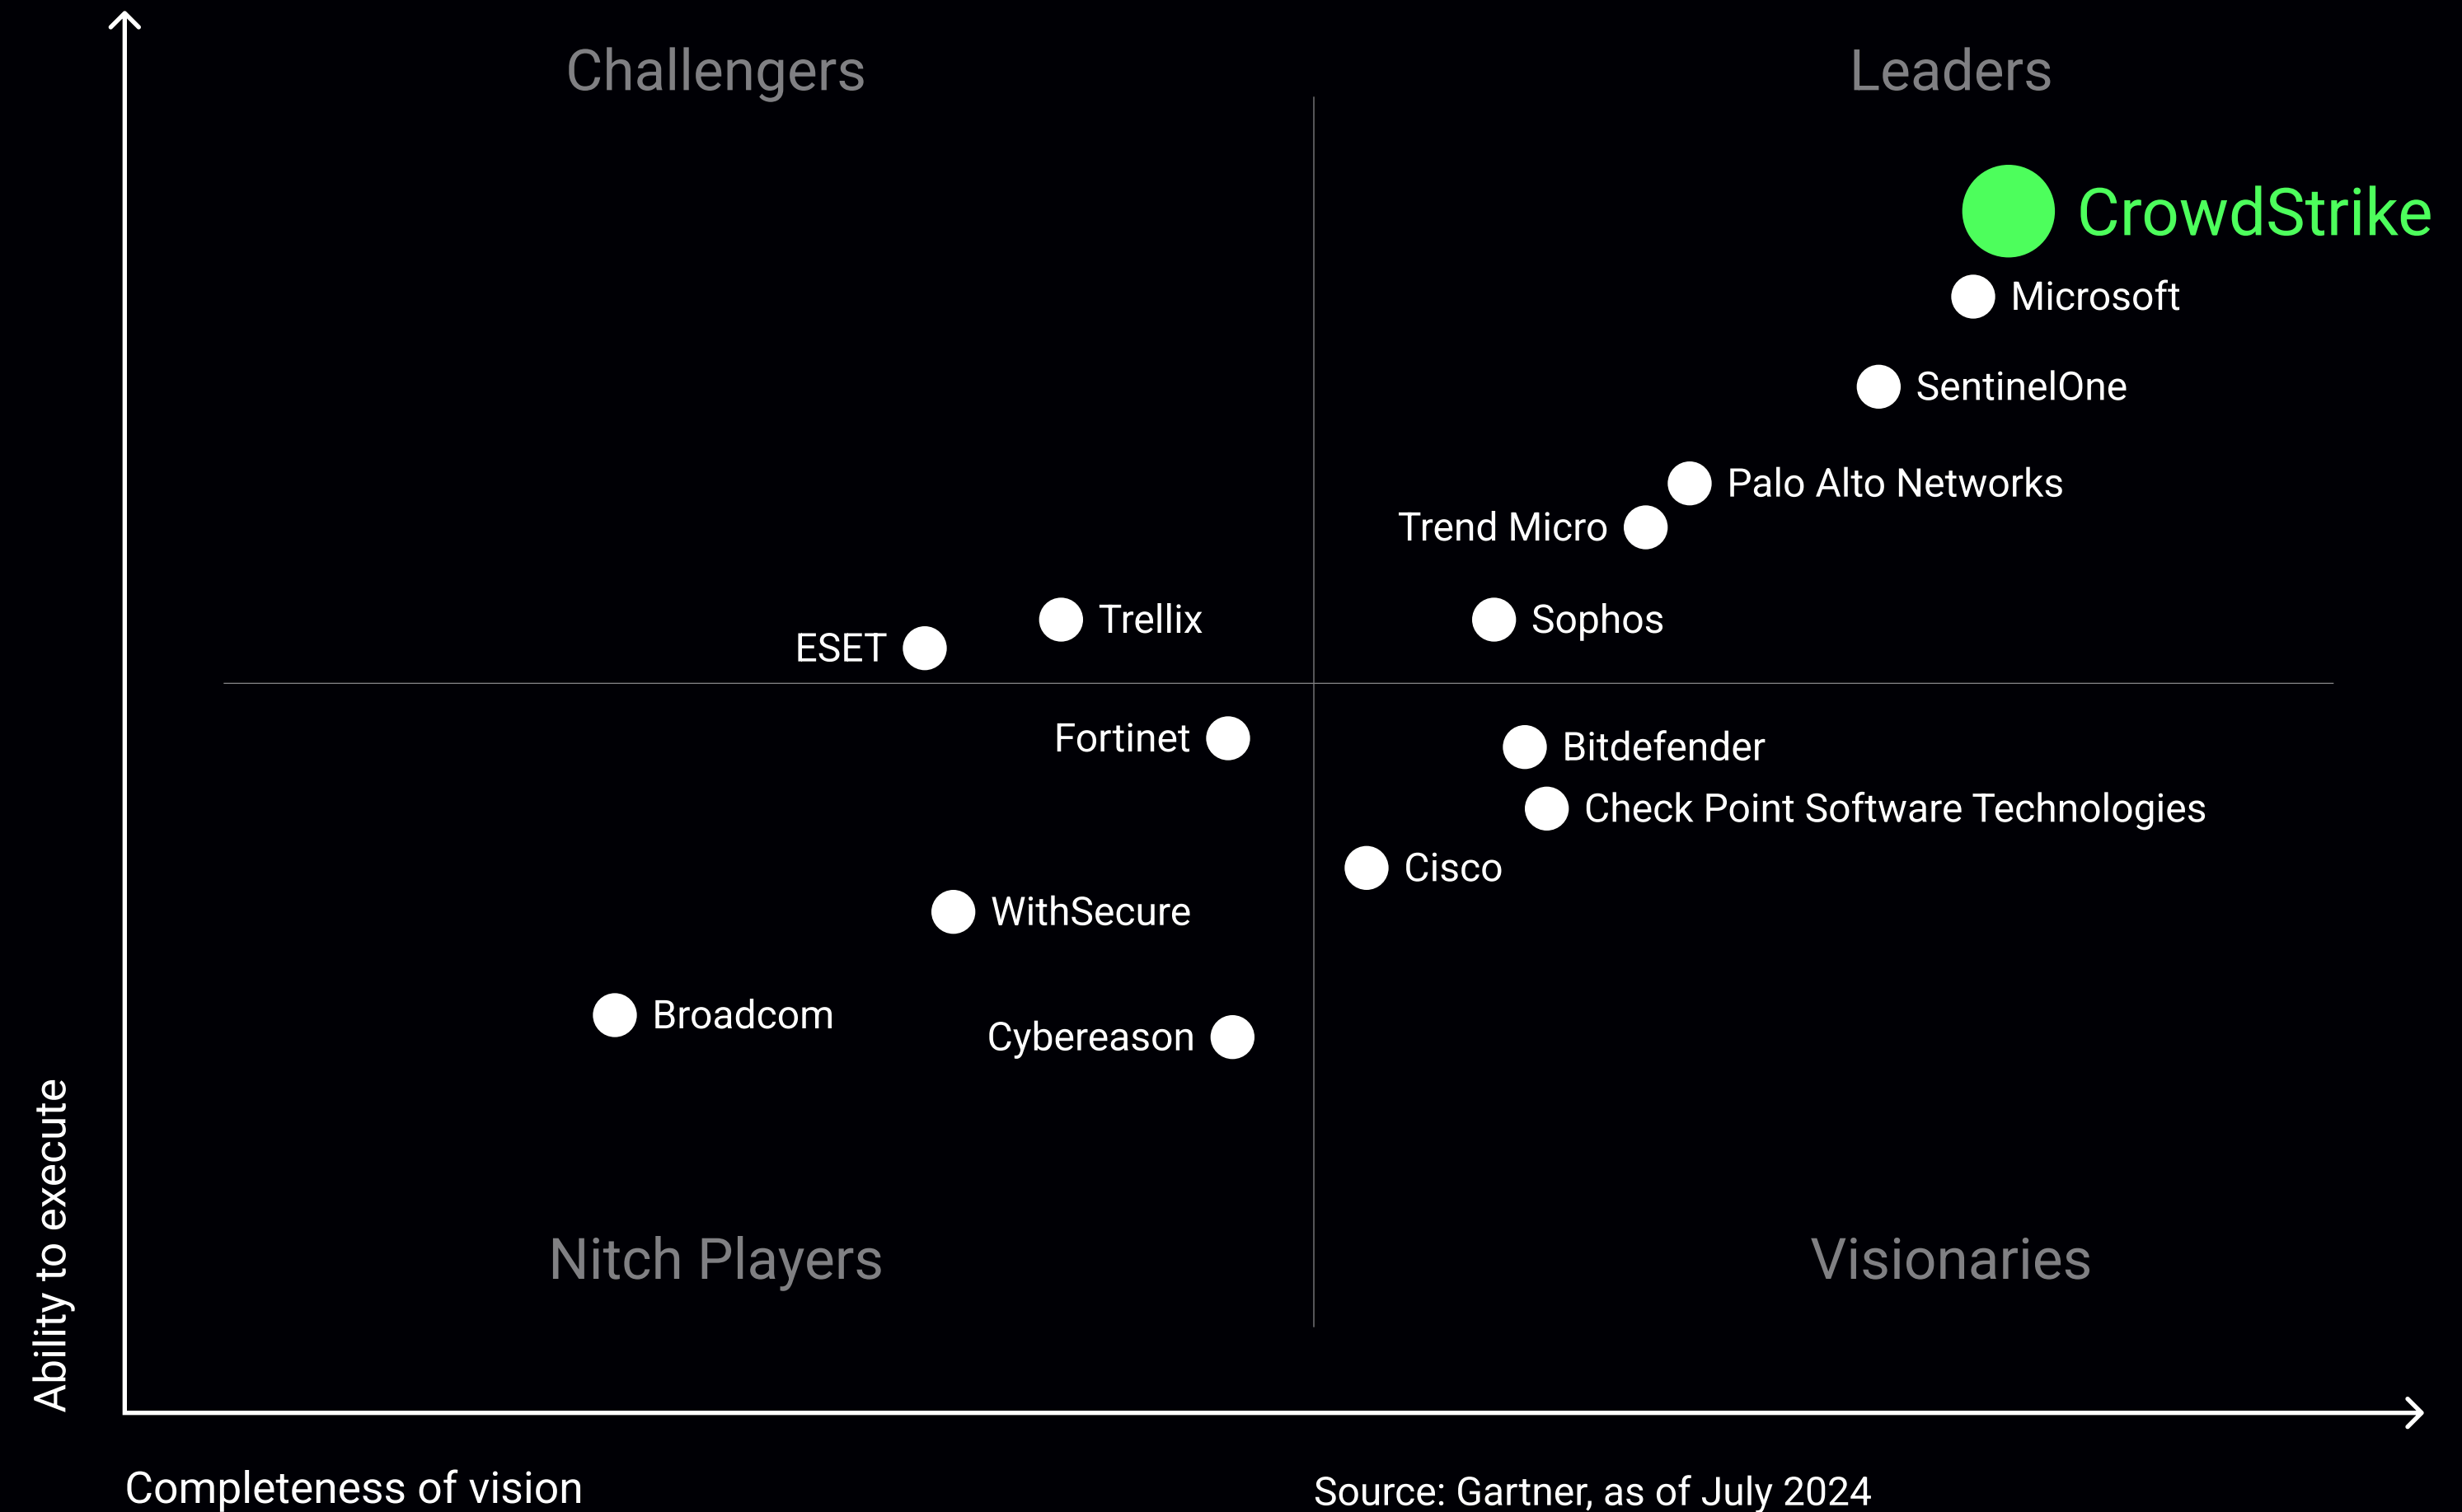 Challengers
Leaders
CrowdStrike
Microsoft
SentinelOne
Palo Alto Networks
Trend Micro
Trellix
Sophos
ESET
Fortinet
Bitdefender
Check Point Software Technologies
Cisco
WithSecure
Broadcom
Cybereason
Nitch Players
Visionaries
Ability to execute
Completeness of vision
Source: Gartner, as of July 2024